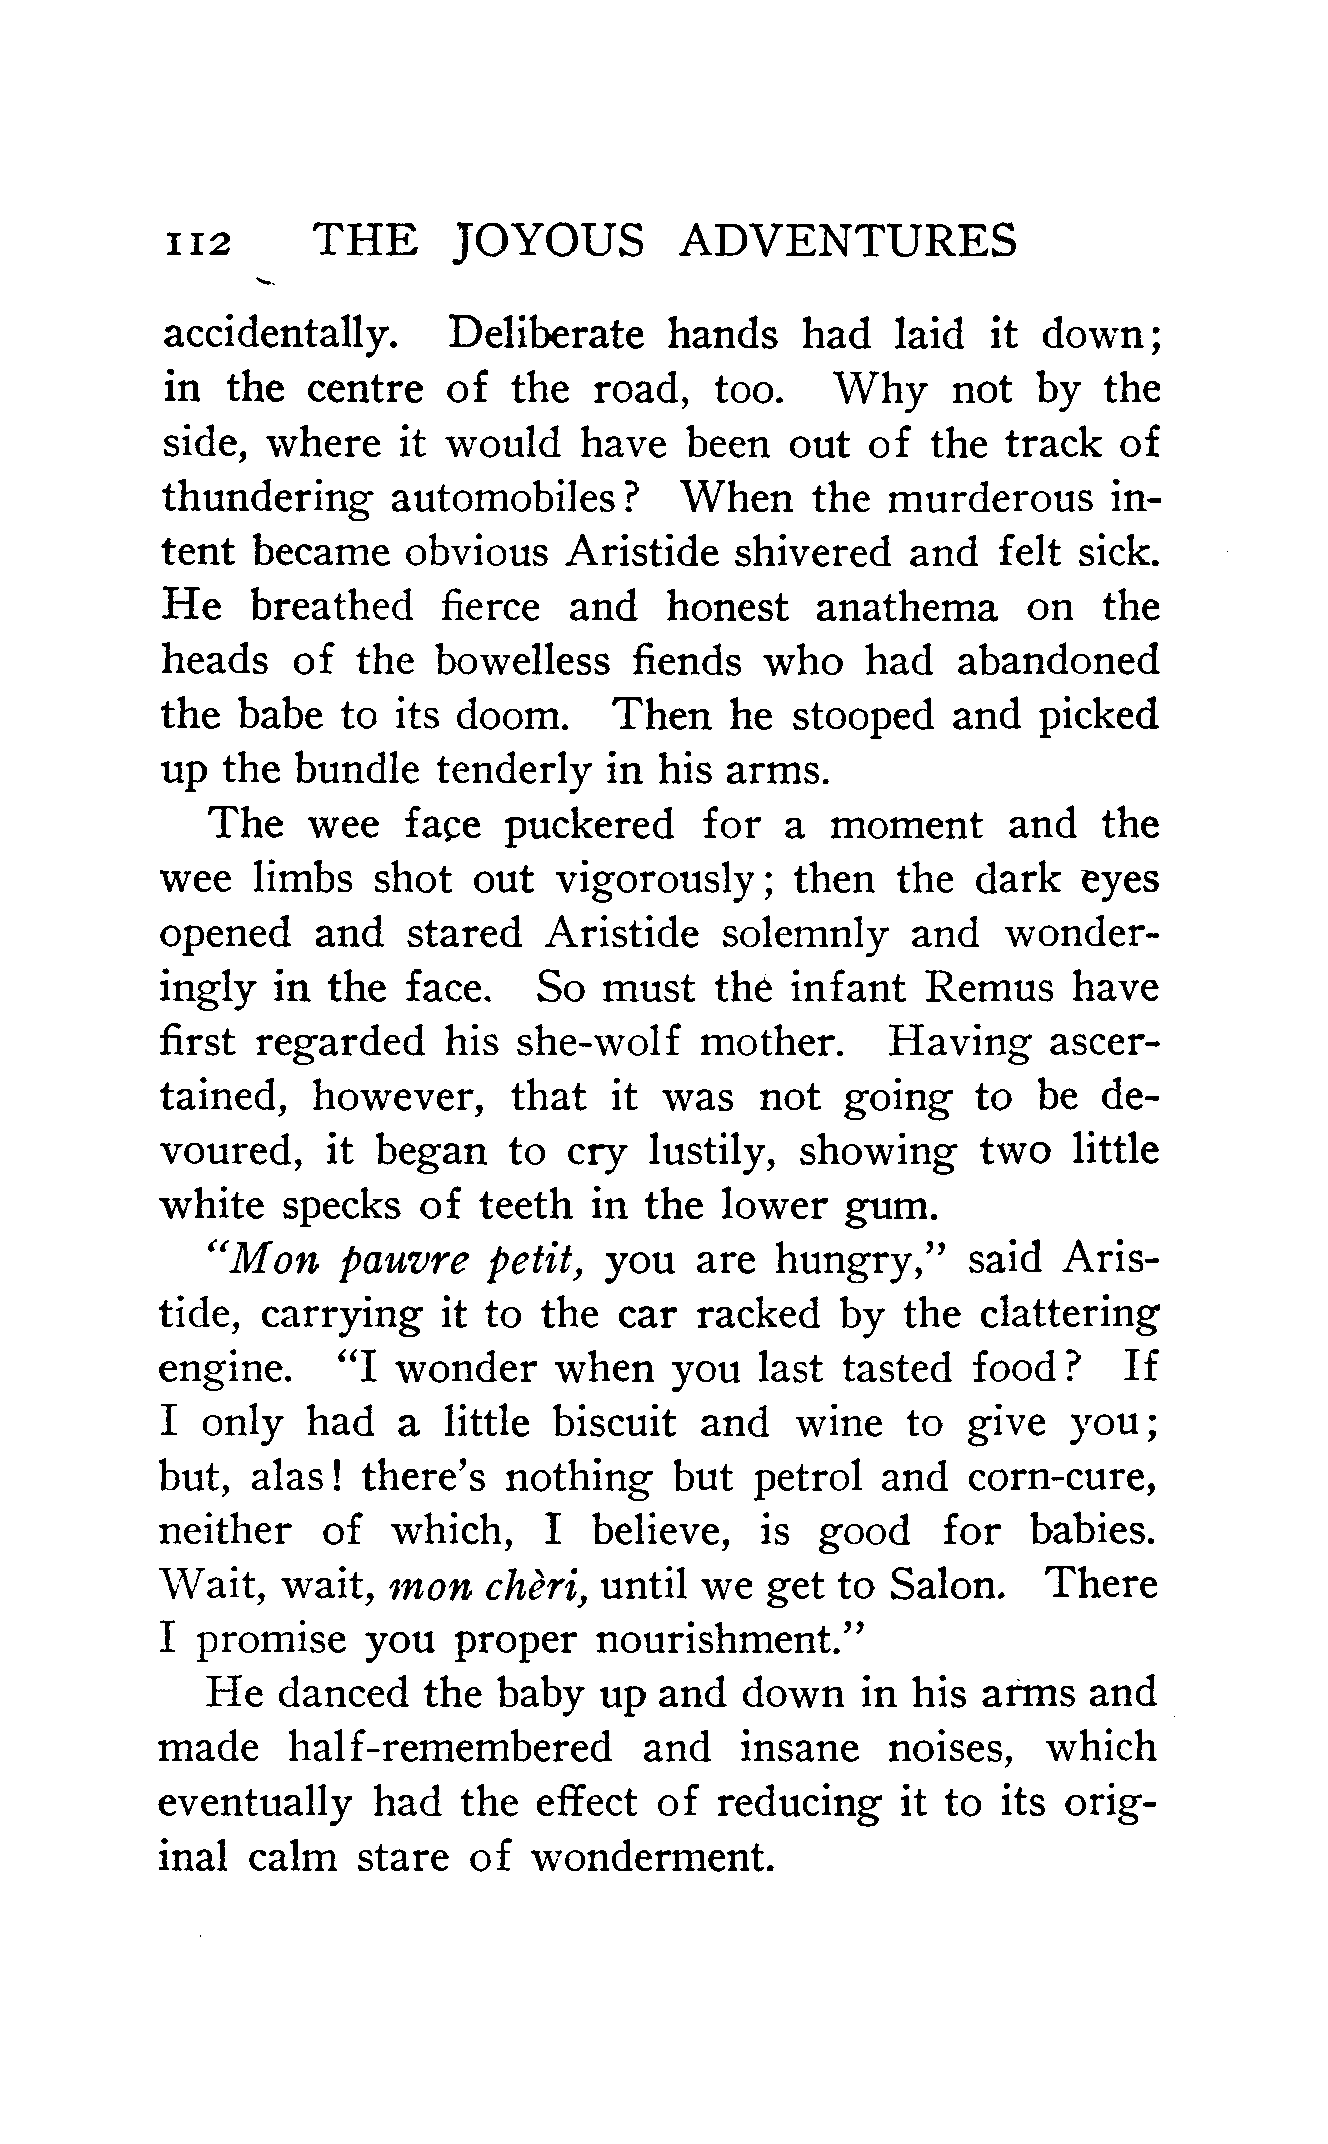 112 THE JOYOUS ADVENTURES
accidentally. Deliberate hands had laid it down;
in the centre of the road, too. Why not by the
side, where it would have been out of the track of
thundering automobiles? When the murderous in-
tent became obvious Aristide shivered and felt sick.
He breathed fierce and honest anathema on the
heads of the bowelless fiends who had abandoned
the babe to its doom. Then he stooped and picked
up the bundle tenderly in his arms.
The wee face puckered for a moment and the
wee limbs shot out vigorously; then the dark eyes
opened and stared Aristide solemnly and wonder-
ingly in the face. So must the infant Remus have
first regarded his she-wolf mother. Having ascer-
tained, however, that it was not going to be de-
voured, it began to cry lustily, showing two little
white specks of teeth in the lower gum.
"Mon pauvre petit, you are hungry," said Aris-
tide, carrying it to the car racked by the clattering
engine. "I wonder when you last tasted food? If
I only had a little biscuit and wine to give you;
but, alas! there's nothing but petrol and corn-cure,
neither of which, I believe, is good for babies.
Wait, wait, mon chèri, until we get to Salon. There
I promise you proper nourishment."
He danced the baby up and down in his arms and
made half-remembered and insane noises, which
eventually had the effect of reducing it to its orig-
inal calm stare of wonderment.